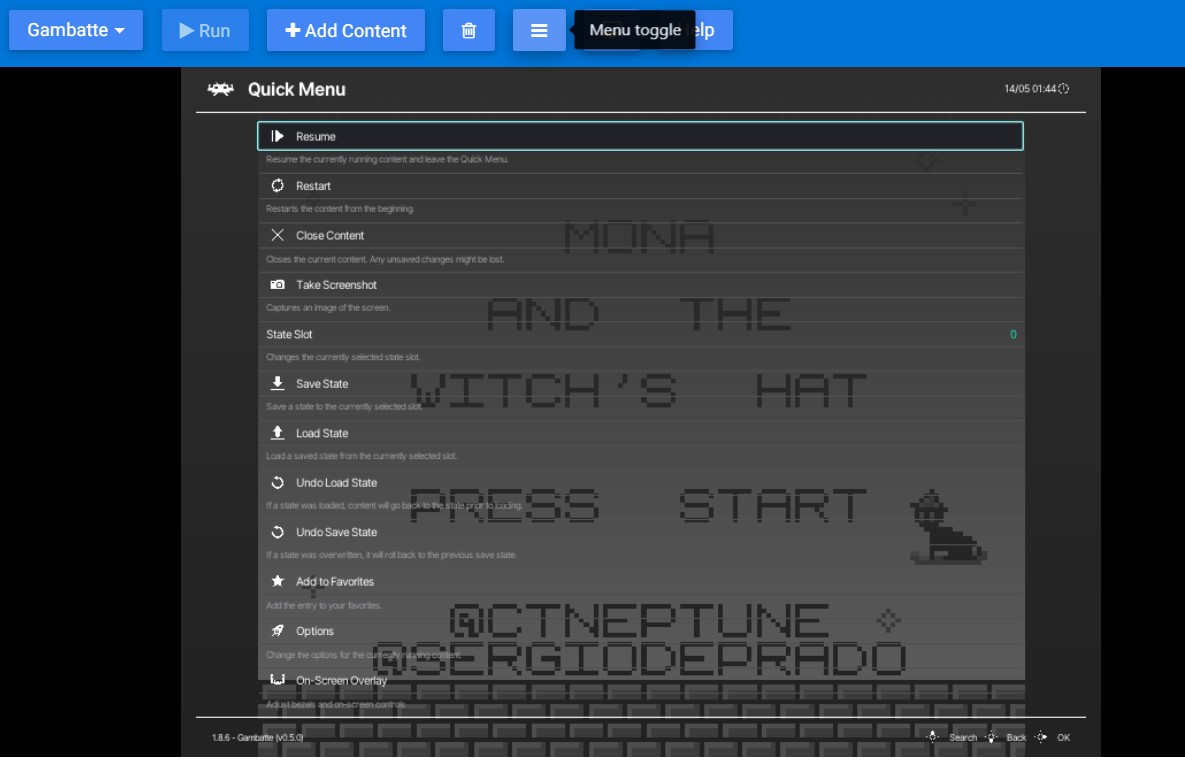 Gambatte
Run
Add Content
Menu toggle
elp
Quick Menu
14/05 01:44
Resume
Resume the currently running content and leave the Quick Menu.
Restart
Restarts the content from the beginning.
MONA
Close Content
Closes the current content. Any unsaved changes might be lost.
Take Screenshot
Captures an image of the screen.
AND THE
State Slot
0
Changes the currently selected state slot.
Save State
WITCH'S HAT
Save a state to the currently selected slot.
Load State
Load a saved state from the currently selected slot.
Undo Load State
If a state was loaded, content will go back to the state prior to loading.
PRESS START
Undo Save State
If a state was overwritten, it will roll back to the previous save state.
Add to Favorites
Add the entry to your favorites.
@CTNEPTUNE
Options
Change the options for the currently running content.
@SERGIODEPRADO
On-Screen Overlay
Adjust bezels and on-screen controls
1.8.6 - Gambatte (v0.5.0)
Search
Back
OK